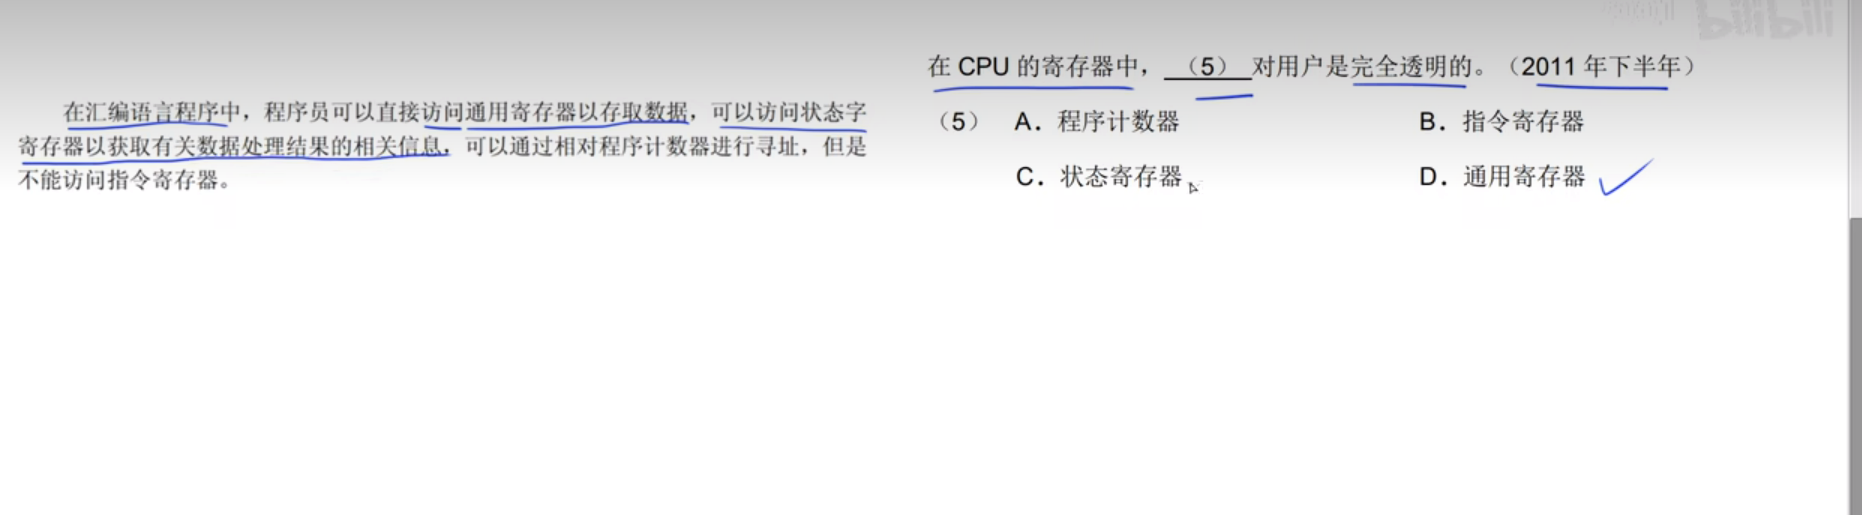 bilibili
在汇编语言程序中，程序员可以直接访问通用寄存器以存取数据，可以访问状态字
寄存器以获取有关数据处理结果的相关信息，可以通过相对程序计数器进行寻址，但是
不能访问指令寄存器。
在 CPU 的寄存器中，（5）对用户是完全透明的。（2011 年下半年）
（5） A．程序计数器 B．指令寄存器
C．状态寄存器 D．通用寄存器